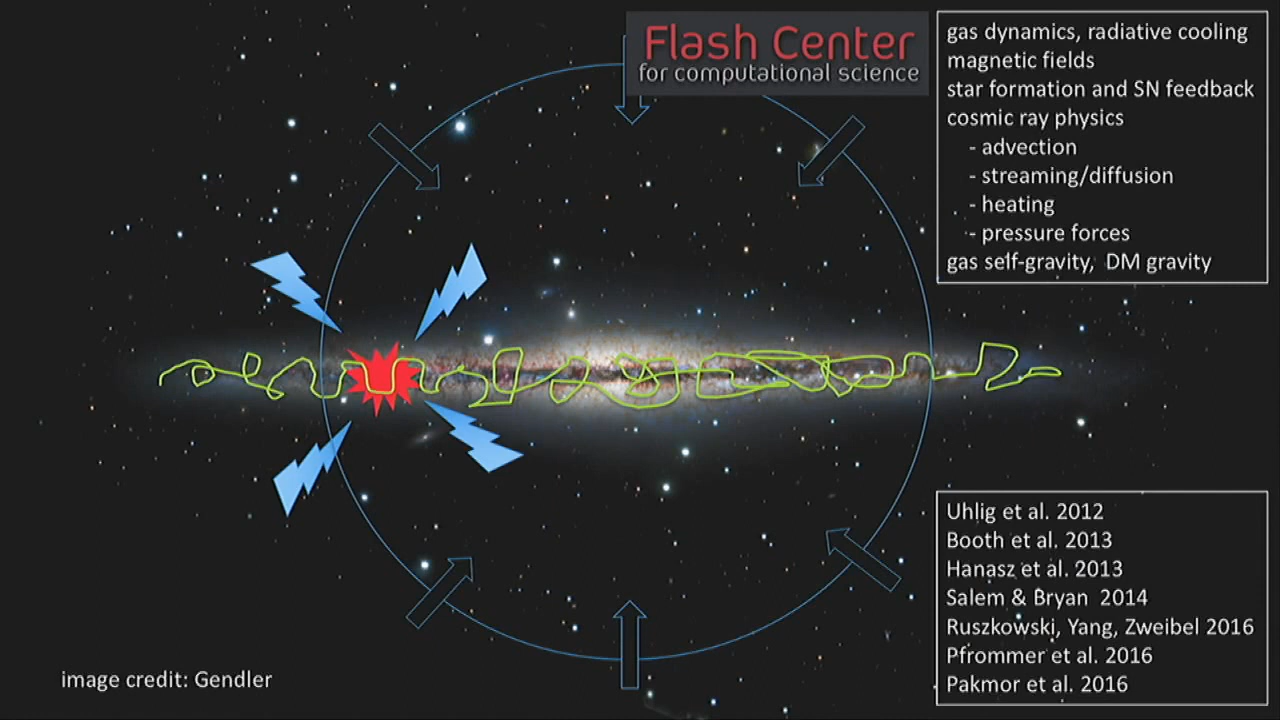 Flash Center
for computational science
gas dynamics, radiative cooling
magnetic fields
star formation and SN feedback
cosmic ray physics
- advection
- streaming/diffusion
- heating
- pressure forces
gas self-gravity, DM gravity
Uhlig et al. 2012
Booth et al. 2013
Hanasz et al. 2013
Salem & Bryan 2014
Ruszkowski, Yang, Zweibel 2016
Pfrommer et al. 2016
Pakmor et al. 2016
image credit: Gendler